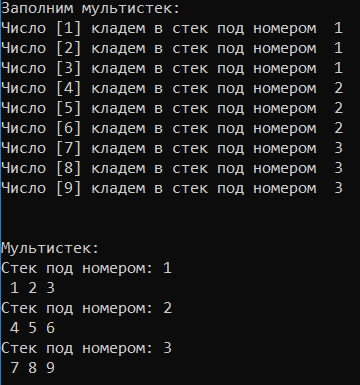 Заполним мультистек:
Число [1] кладем в стек под номером  1
Число [2] кладем в стек под номером  1
Число [3] кладем в стек под номером  1
Число [4] кладем в стек под номером  2
Число [5] кладем в стек под номером  2
Число [6] кладем в стек под номером  2
Число [7] кладем в стек под номером  3
Число [8] кладем в стек под номером  3
Число [9] кладем в стек под номером  3
Мультистек:
Стек под номером: 1
1 2 3
Стек под номером: 2
4 5 6
Стек под номером: 3
7 8 9